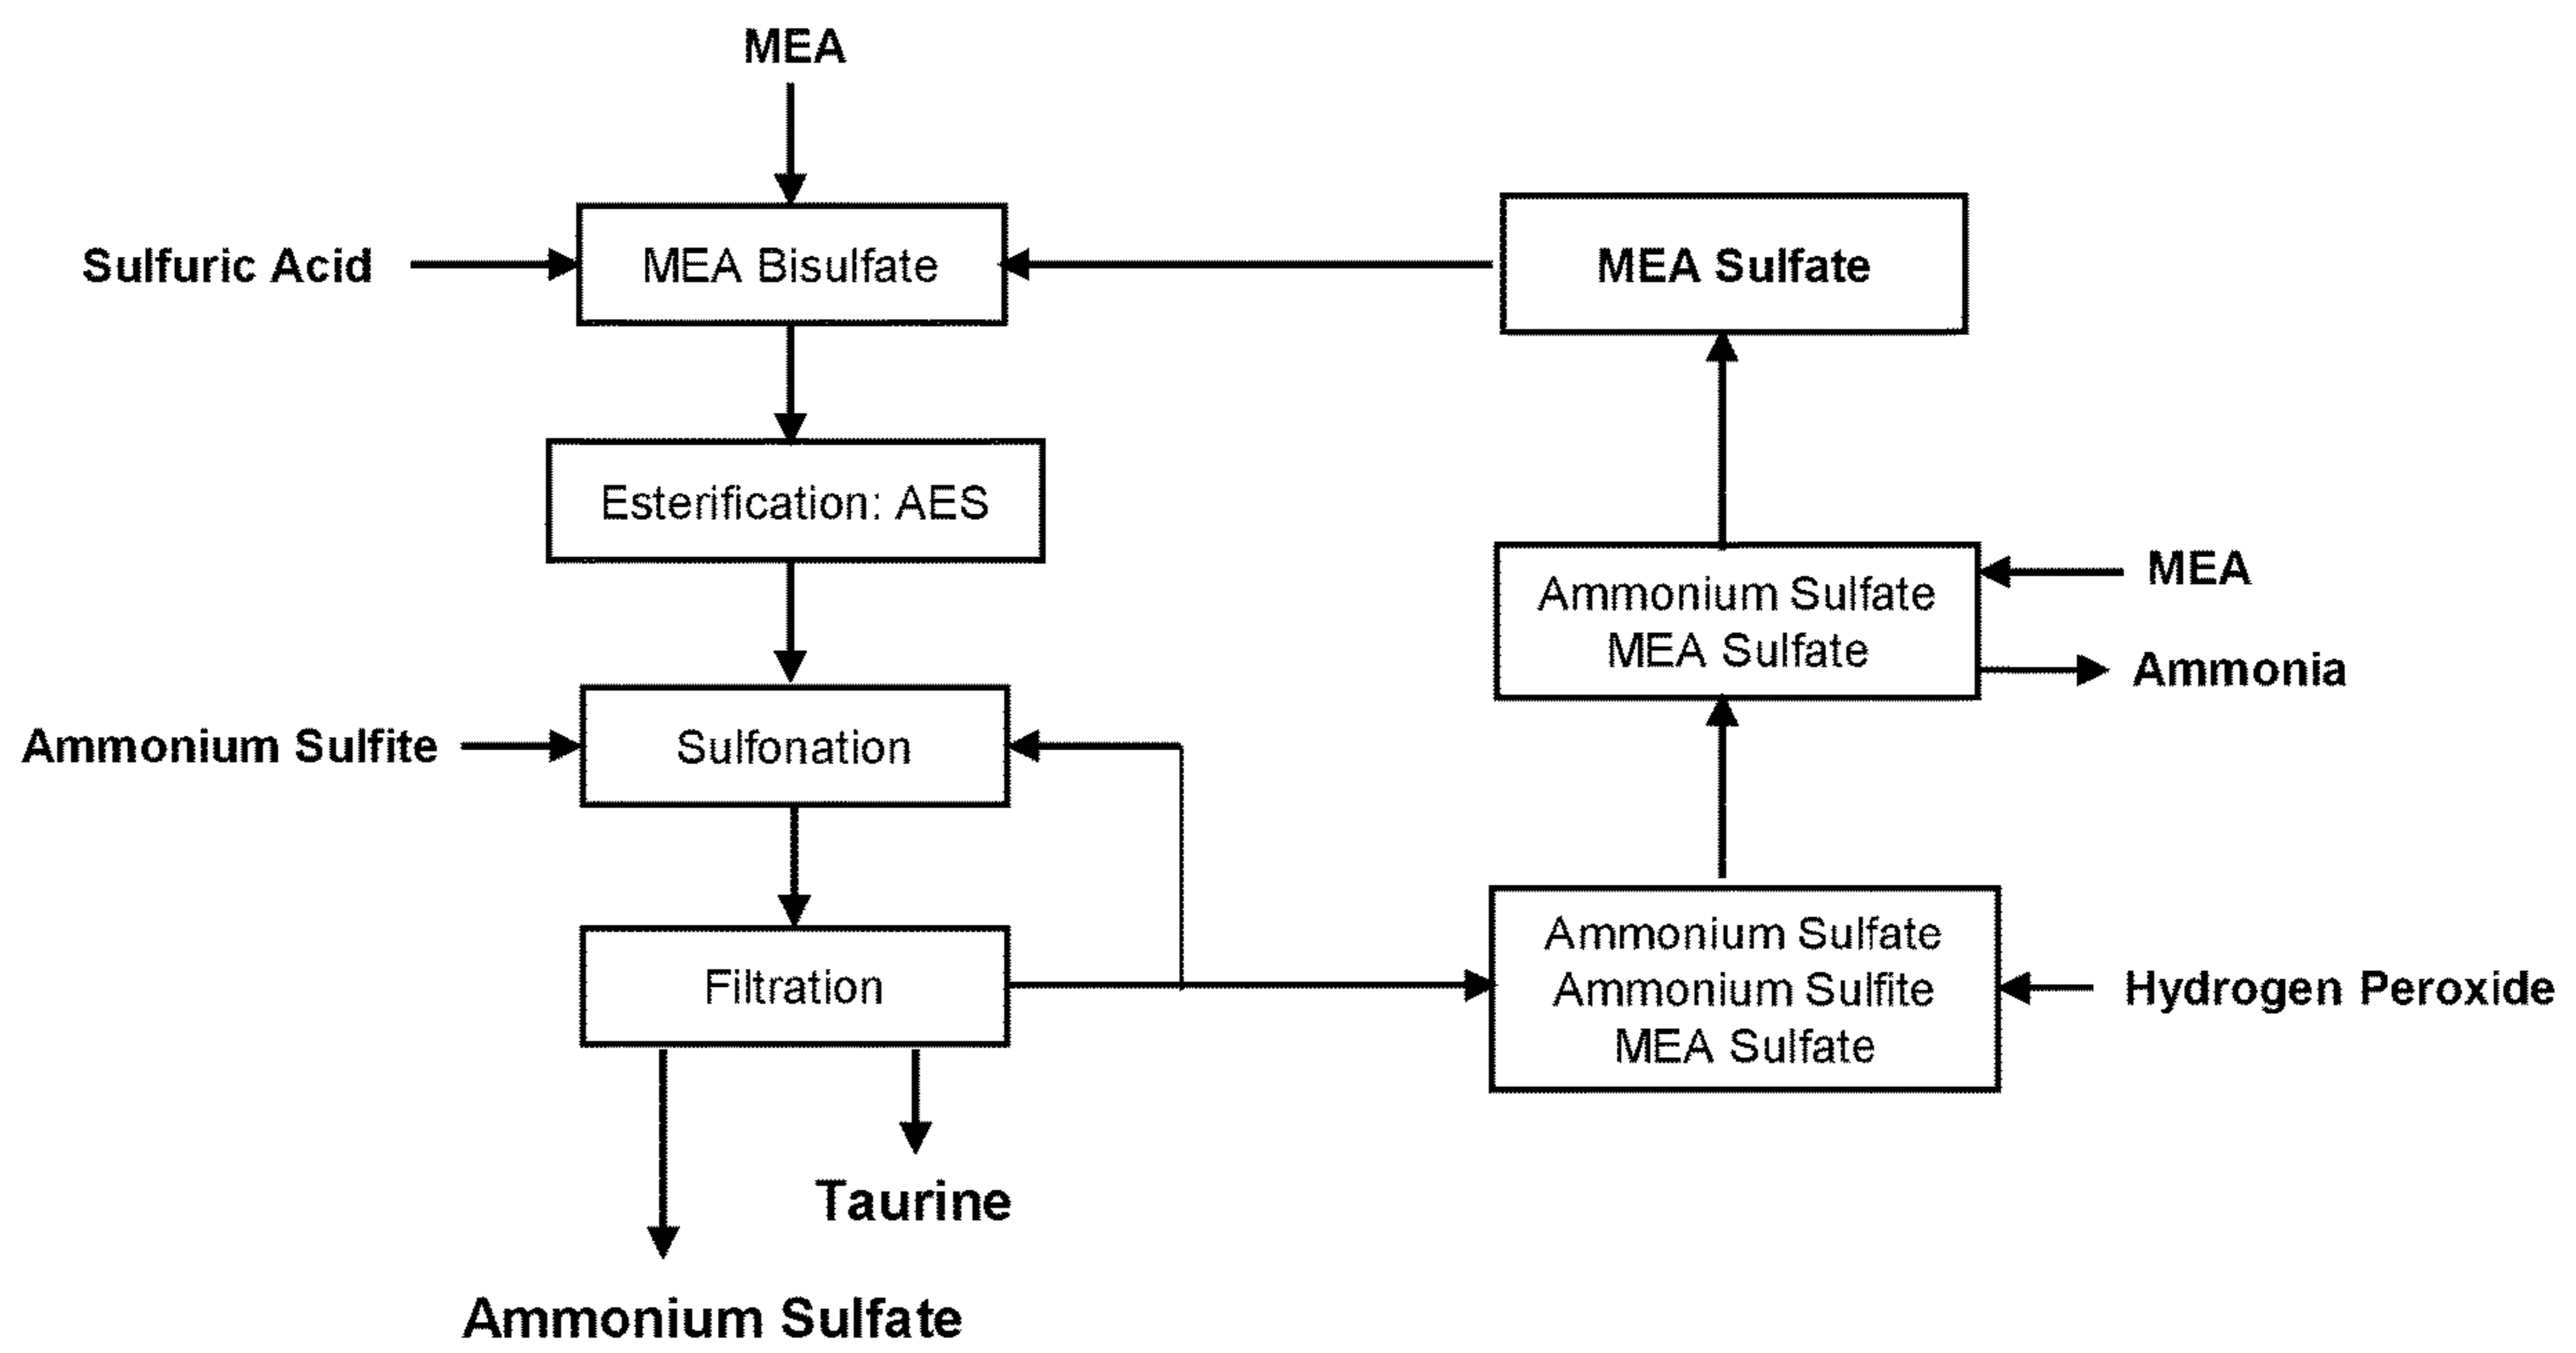 MEA
Sulfuric Acid
MEA Bisulfate
MEA Sulfate
Esterification: AES
Ammonium Sulfate
MEA Sulfate
MEA
Ammonia
Ammonium Sulfite
Sulfonation
Filtration
Ammonium Sulfate
Ammonium Sulfite
MEA Sulfate
Hydrogen Peroxide
Taurine
Ammonium Sulfate